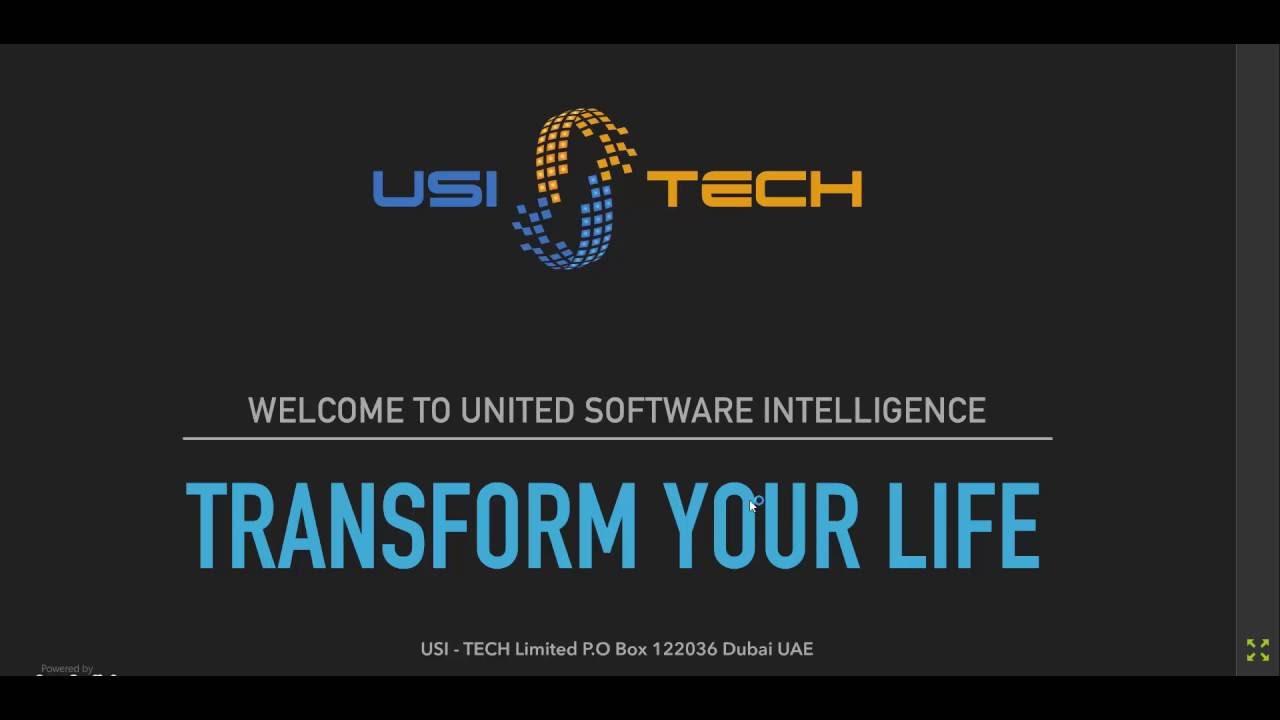 USI TECH
WELCOME TO UNITED SOFTWARE INTELLIGENCE
TRANSFORM YOUR LIFE
USI - TECH Limited P.O Box 122036 Dubai UAE
Powered by